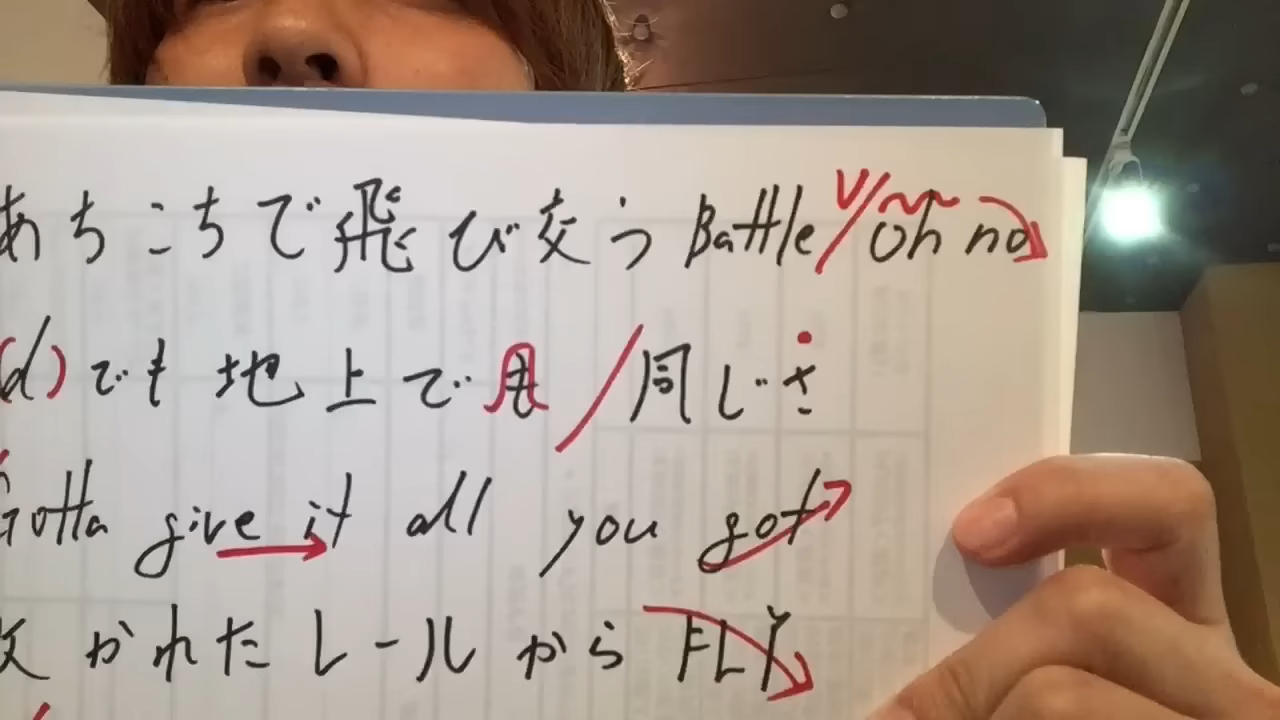 あちこちで飛び交う Battle/oh no
(d)でも地上でも/同じさ
Gotta give it all you got
かれたレールから FLY